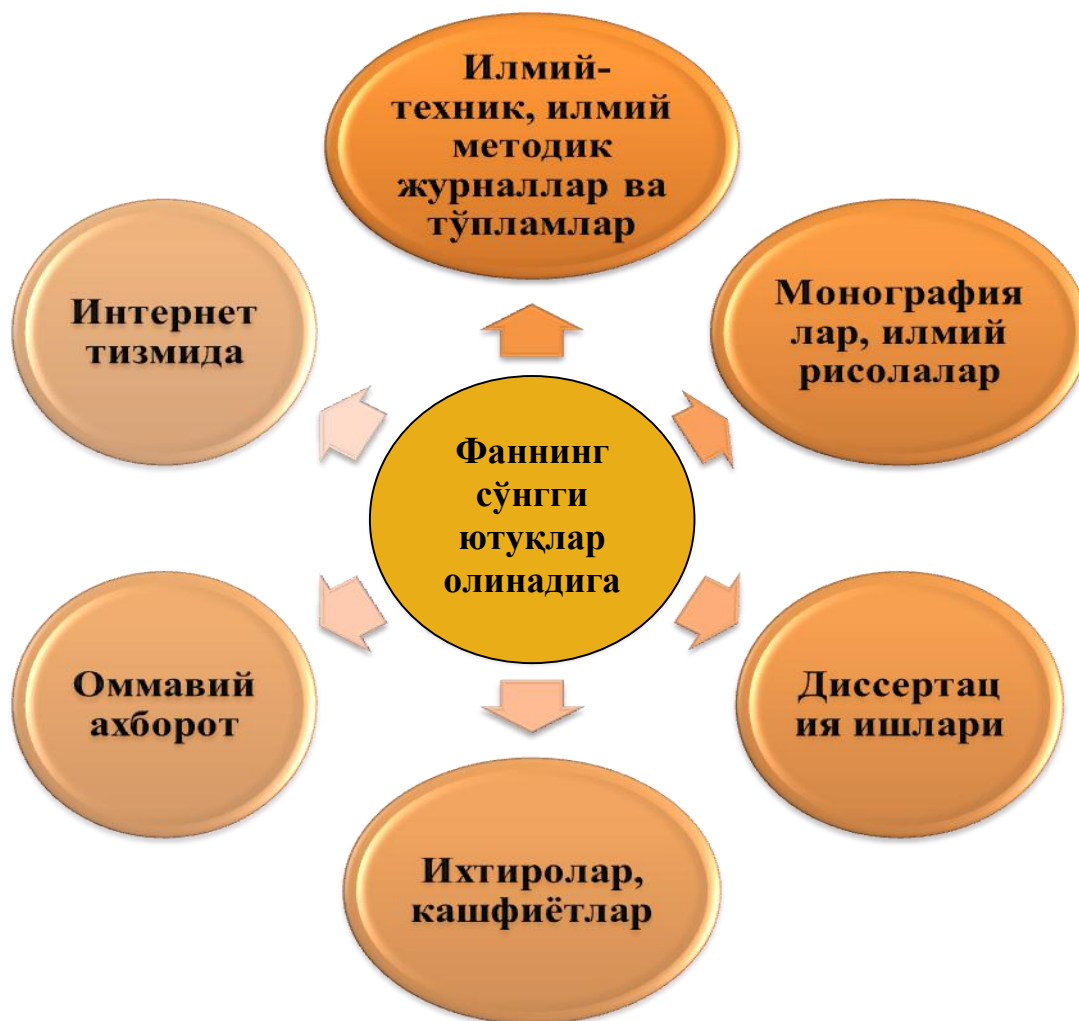 Илмий-
техник, илмий
методик
журналлар ва
тўпламлар
Монография
лар, илмий
рисолалар
Диссертац
ия ишлари
Ихтиролар,
кашфиётлар
Оммавий
ахборот
Интернет
тизмида
Фаннинг
сўнгги
ютуқлар
олинадига